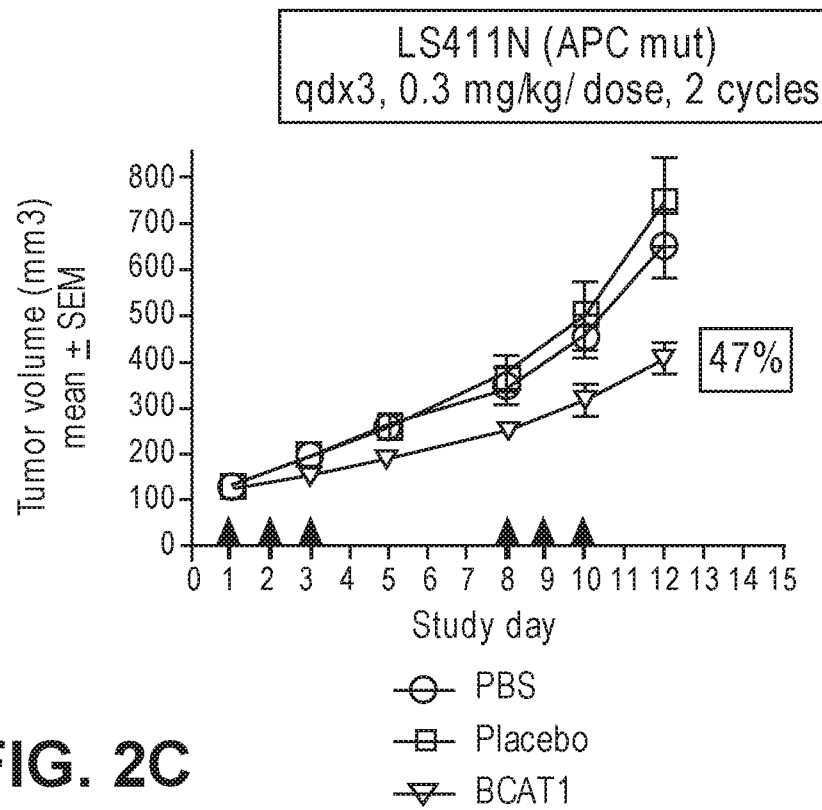 LS411N (APC mut)
qdx3, 0.3 mg/kg/ dose, 2 cycles
Tumor volume (mm3)
mean ± SEM
800
700
600
500
400
300
200
100
0
47%
0 1 2 3 4 5 6 7 8 9 10 11 12 13 14 15
Study day
PBS
Placebo
BCAT1
FIG. 2C